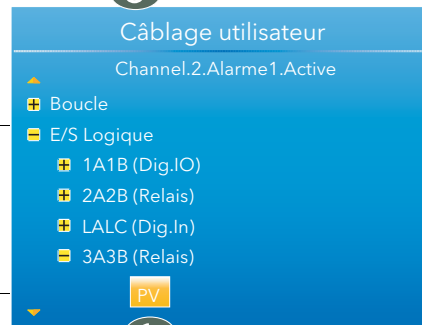 Câblage utilisateur
Channel.2.Alarme1.Active
Boucle
E/S Logique
1A1B (Dig.IO)
2A2B (Relais)
LALC (Dig.In)
3A3B (Relais)
PV